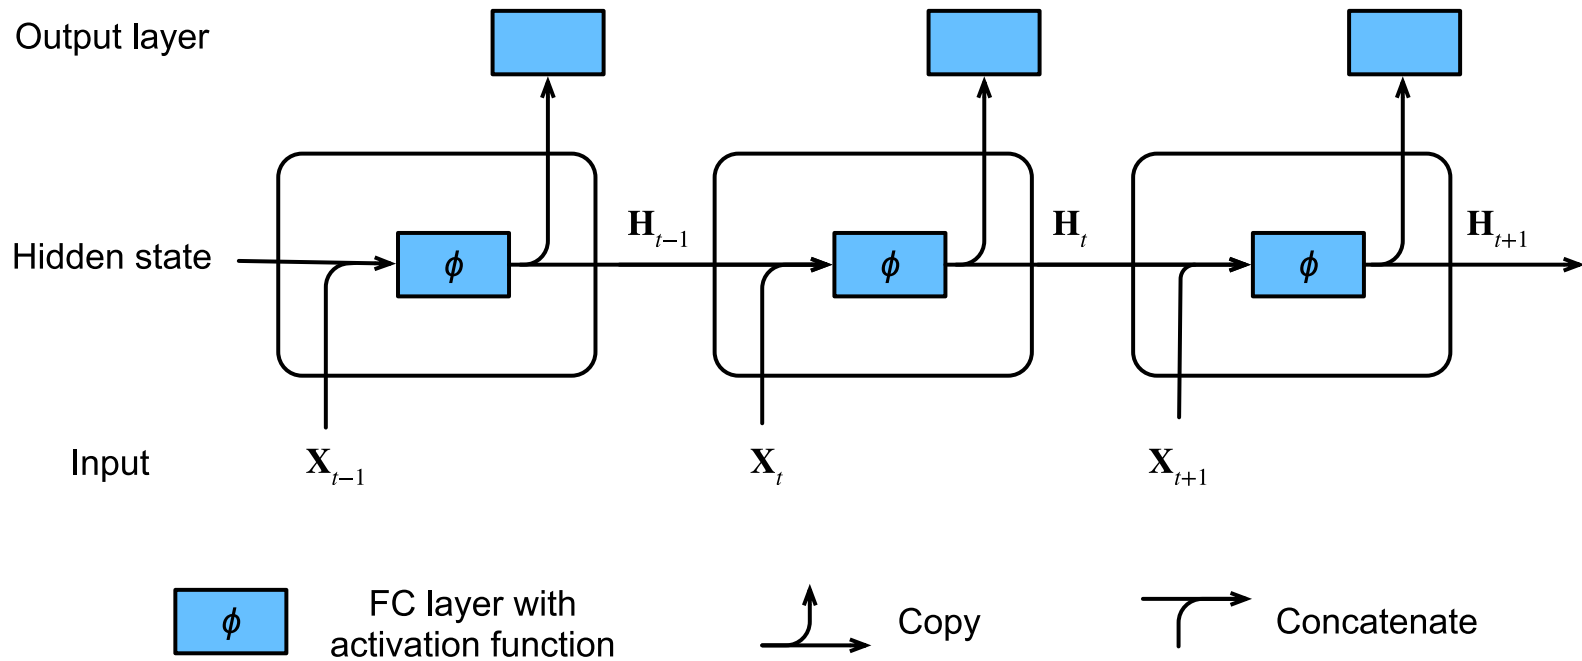 Output layer
H_{t−1}
H_t
H_{t+1}
Hidden state
ϕ
ϕ
ϕ
Input
X_{t−1}
X_t
X_{t+1}
ϕ
FC layer with
activation function
Copy
Concatenate